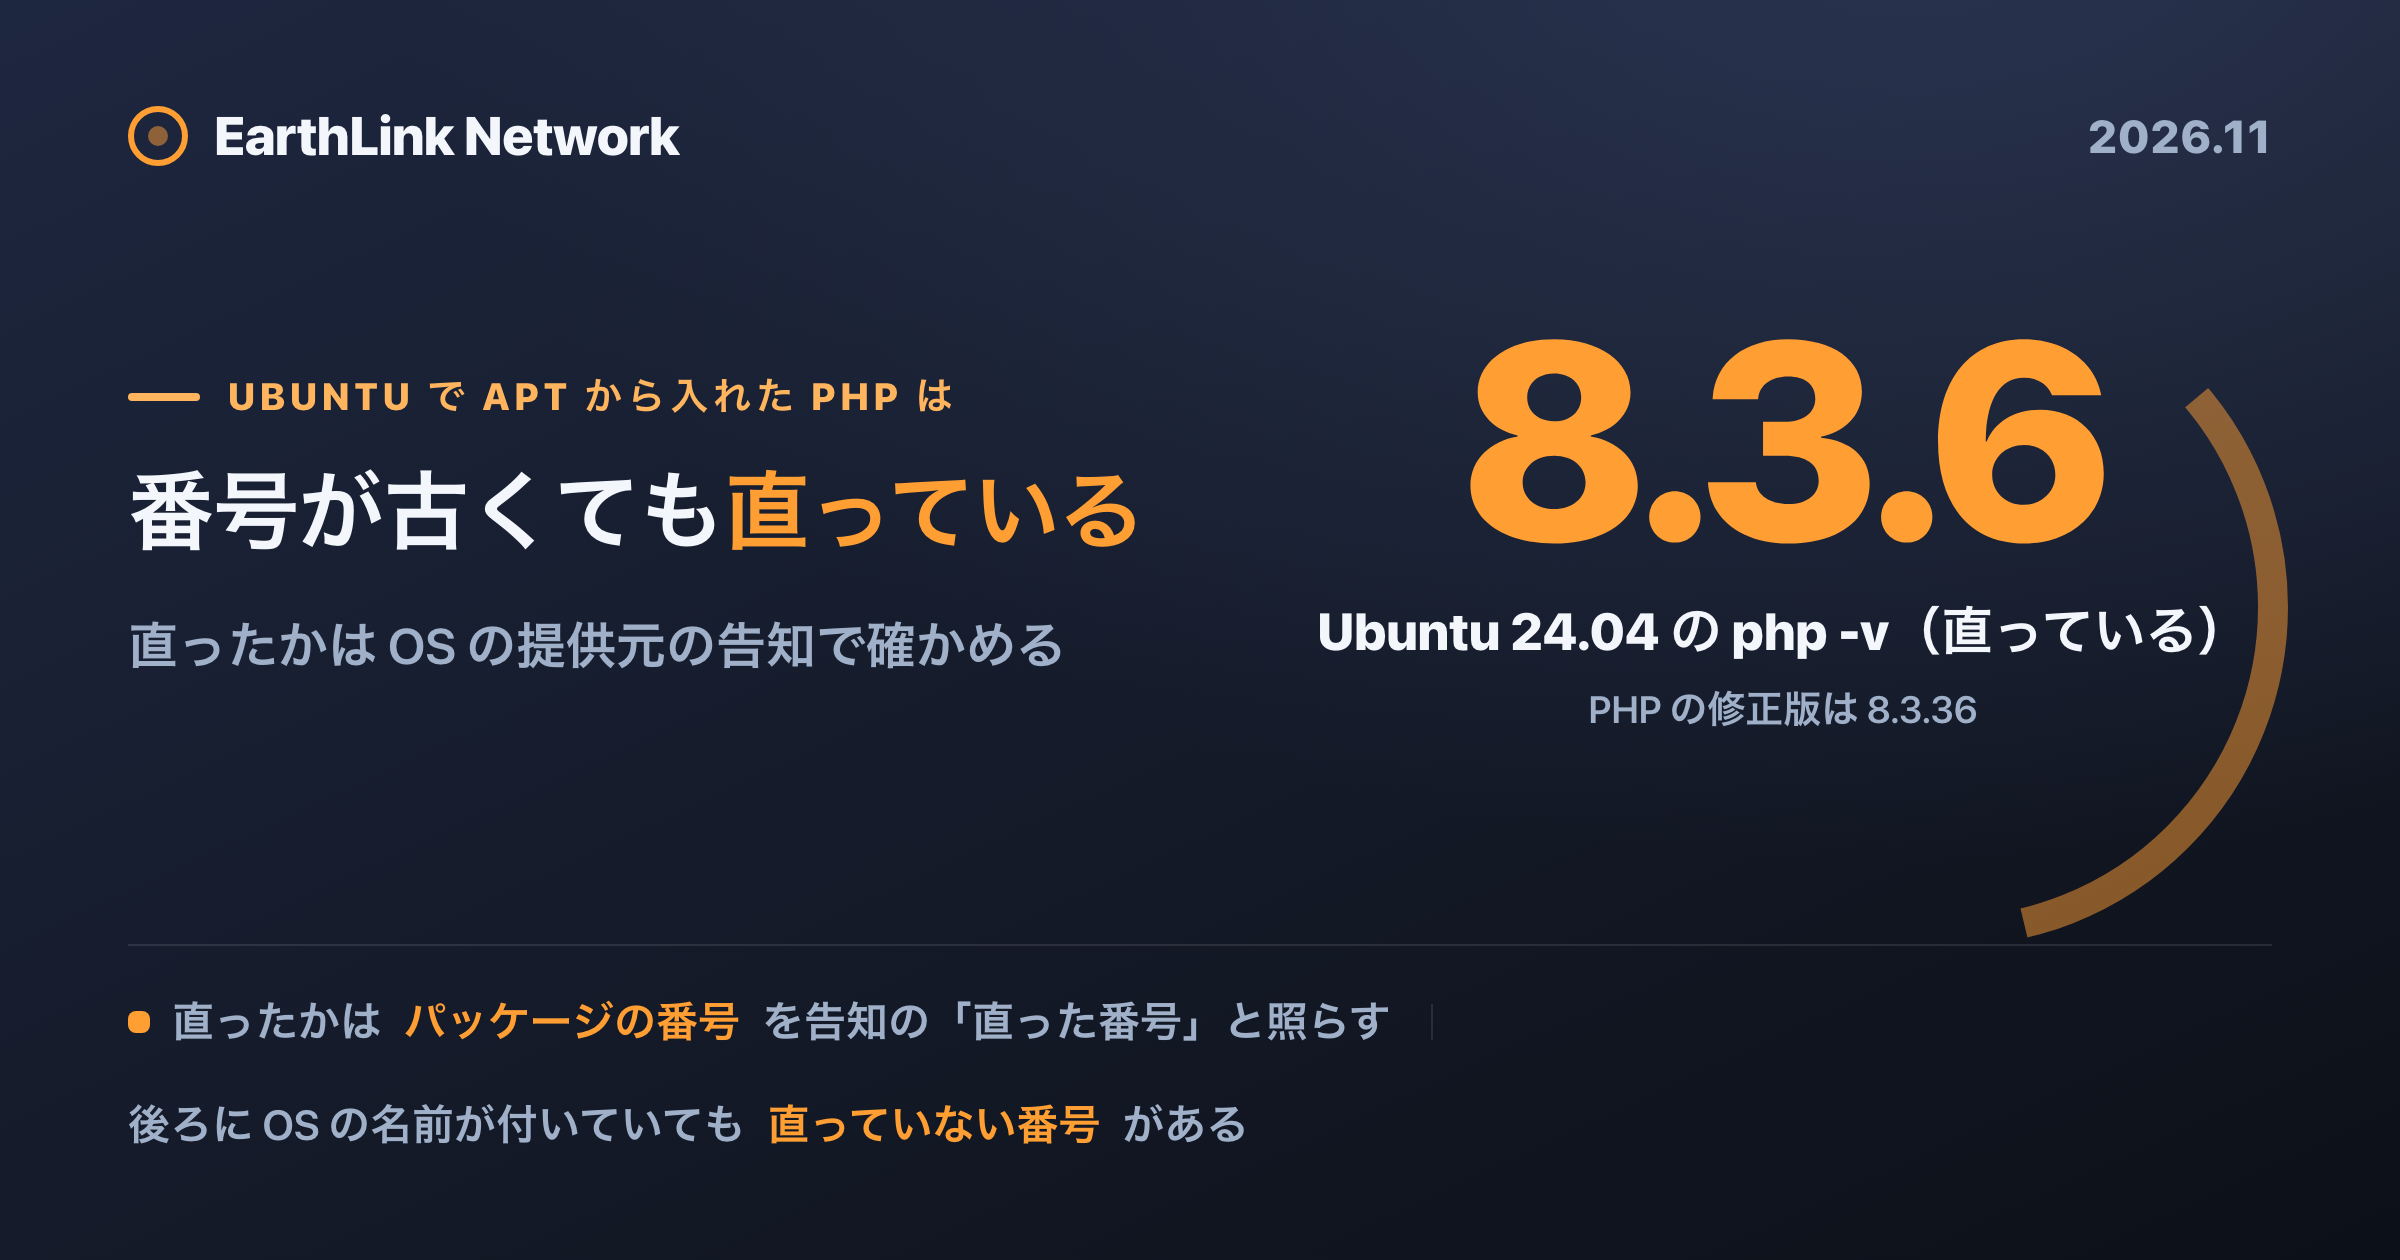 EarthLink Network
2026.11
UBUNTU で APT から入れた PHP は
番号が古くても直っている
直ったかは OS の提供元の告知で確かめる
8.3.6
Ubuntu 24.04 の php -v（直っている）
PHP の修正版は 8.3.36
直ったかは パッケージの番号 を告知の「直った番号」と照らす
後ろに OS の名前が付いていても 直っていない番号 がある